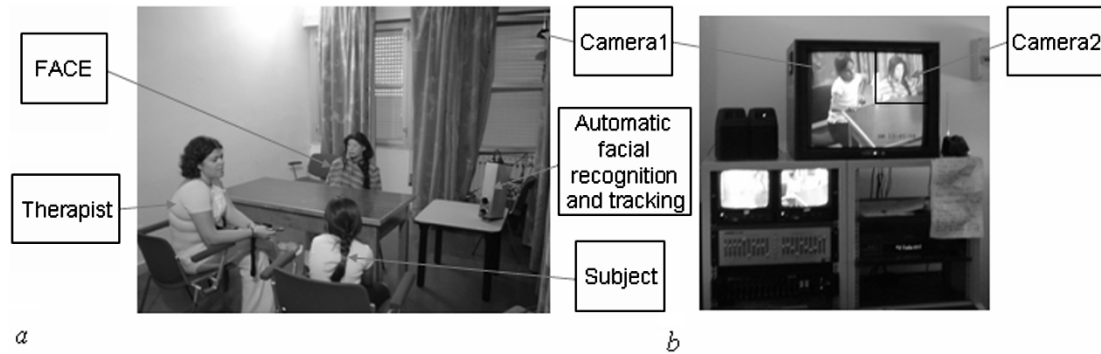 FACE
Therapist
Camera1
Automatic
facial
recognition
and tracking
Subject
Camera2
a
b